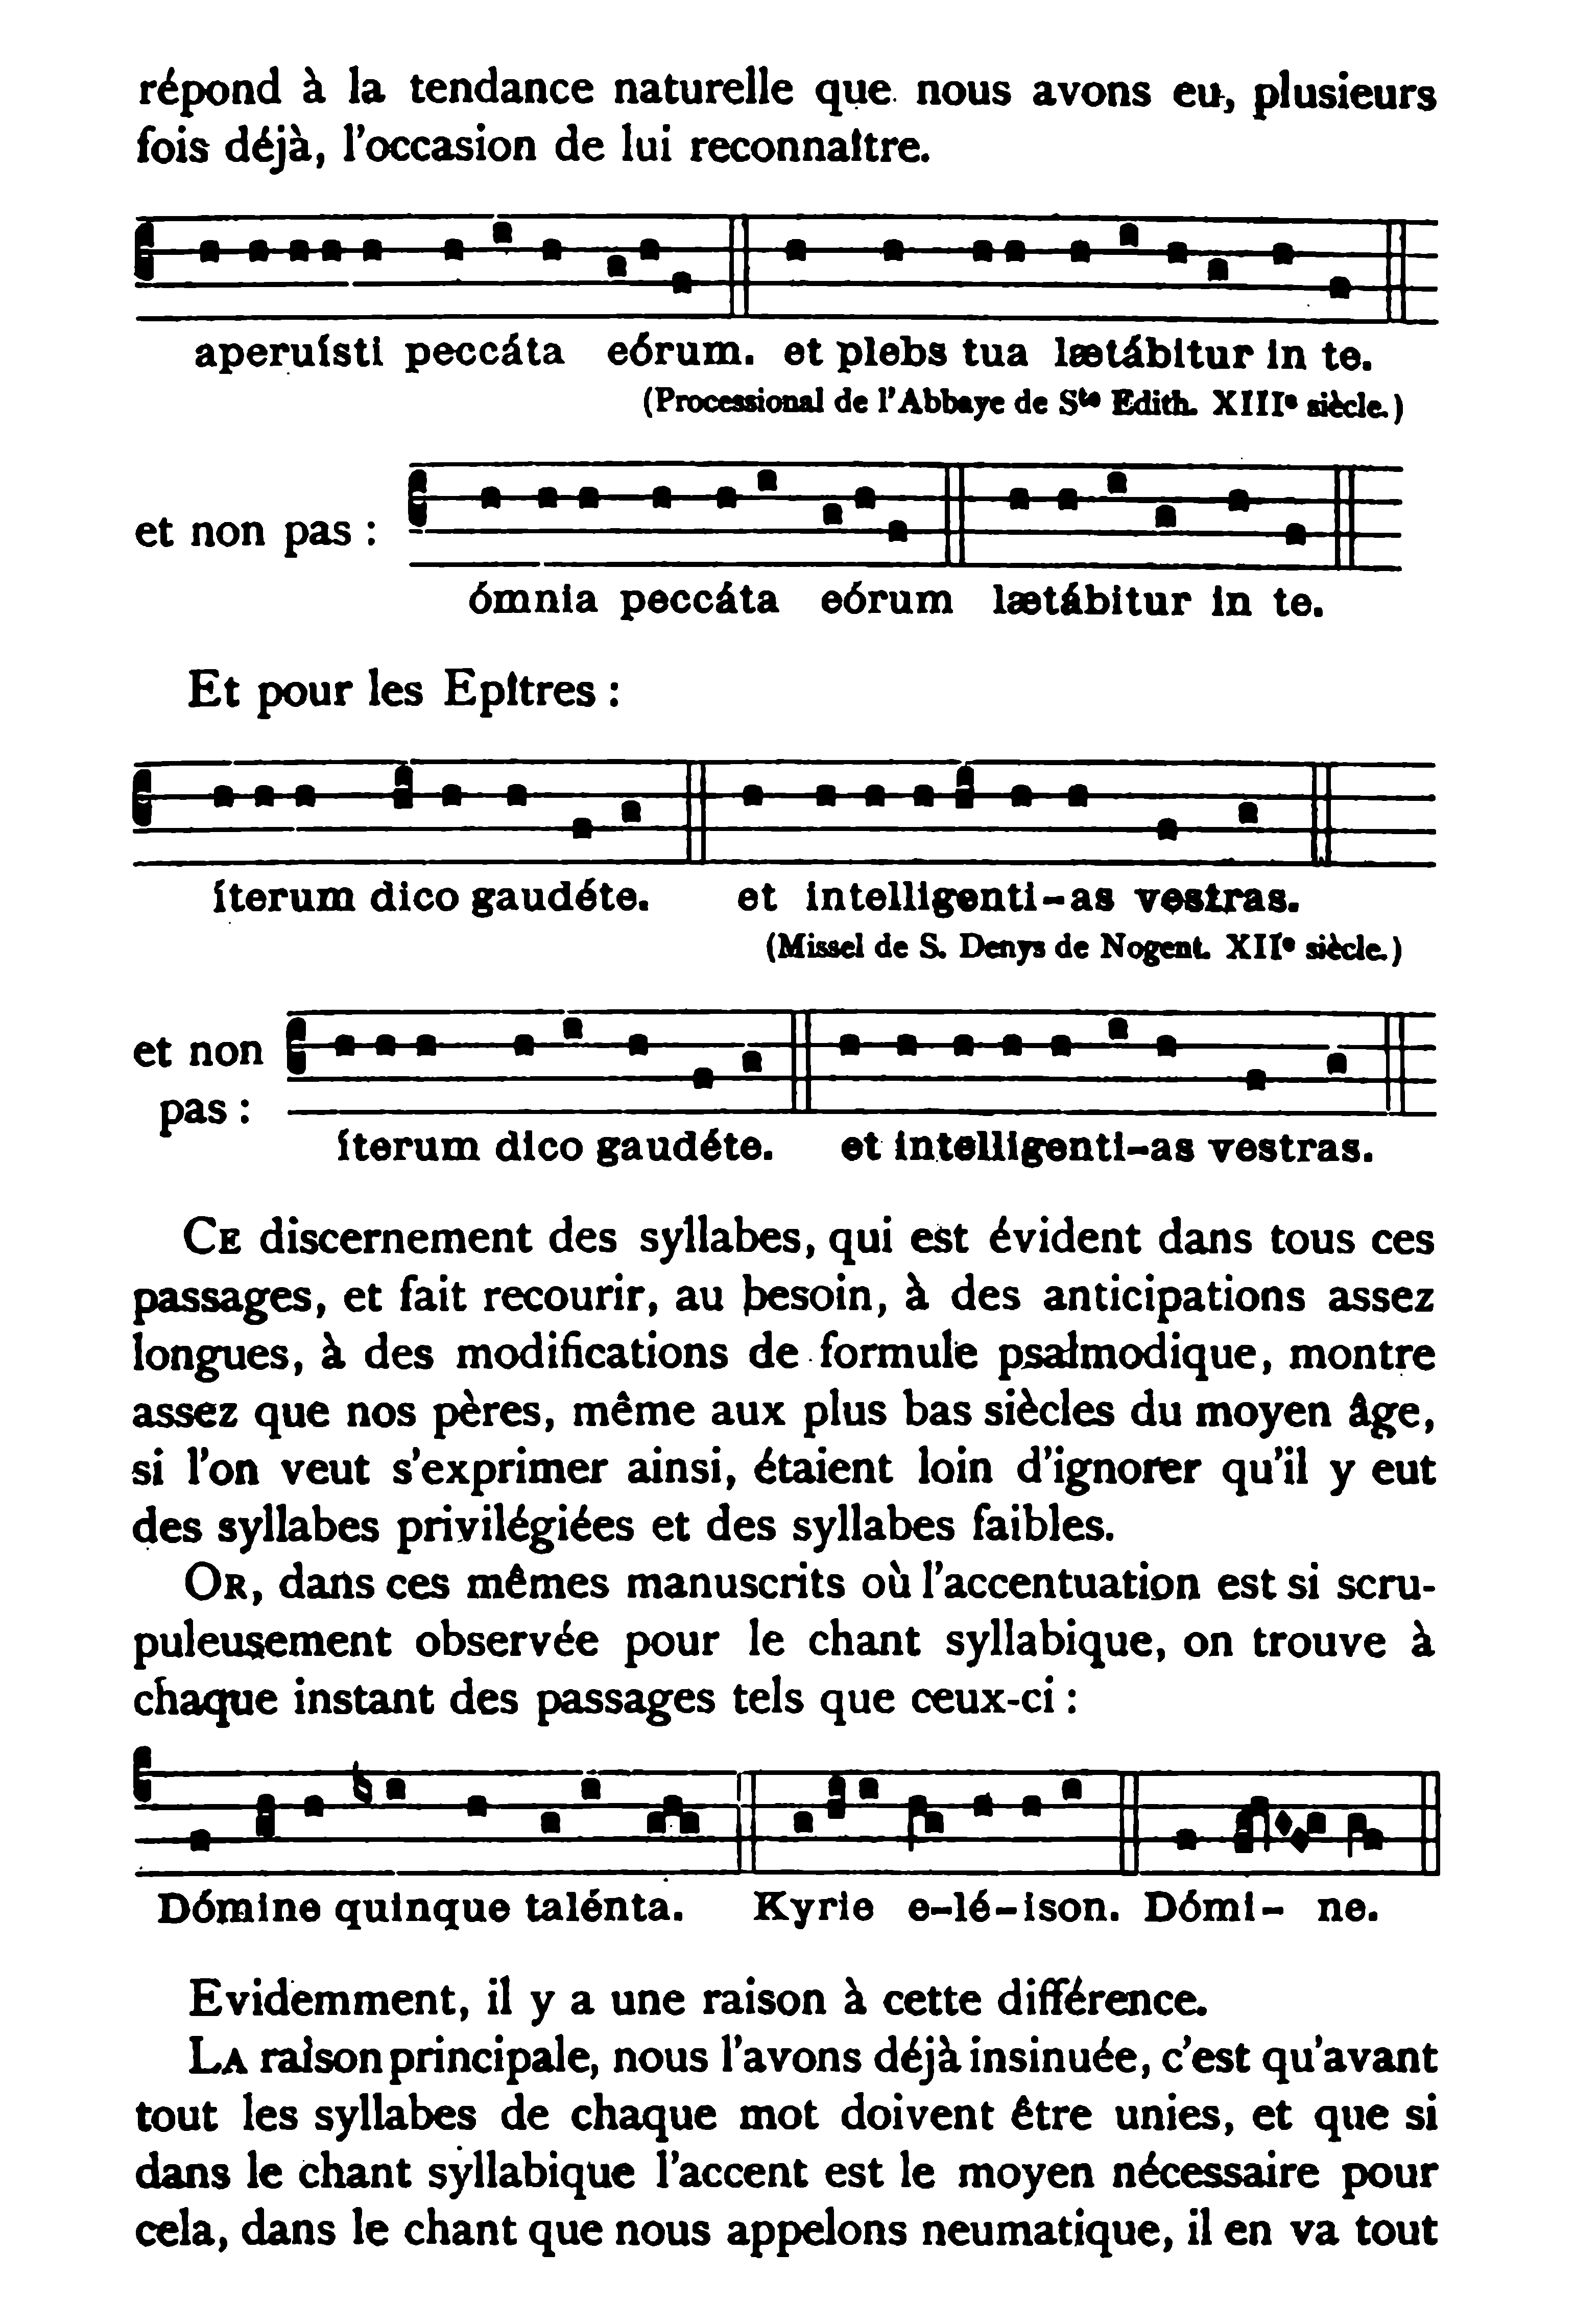 répond à la tendance naturelle que nous avons eu, plusieurs
fois déjà, l'occasion de lui reconnaître.
aperuísti peccáta eórum. et plebs tua lætábitur in te.
(Processional de l'Abbaye de Ste Edith. XIIIe siècle.)
et non pas :
ómnia peccáta eórum lætábitur in te.
Et pour les Epîtres :
íterum dico gaudéte. et intelligenti-as vestras.
(Missel de S. Denys de Nogent. XIIe siècle.)
et non
pas :
íterum dico gaudéte. et intelligenti-as vestras.
CE discernement des syllabes, qui est évident dans tous ces
passages, et fait recourir, au besoin, à des anticipations assez
longues, à des modifications de formule psalmodique, montre
assez que nos pères, même aux plus bas siècles du moyen âge,
si l'on veut s'exprimer ainsi, étaient loin d'ignorer qu'il y eut
des syllabes privilégiées et des syllabes faibles.
OR, dans ces mêmes manuscrits où l'accentuation est si scru-
puleusement observée pour le chant syllabique, on trouve à
chaque instant des passages tels que ceux-ci :
Dómine quinque talénta. Kyrie e-lé-ison. Dómi- ne.
Evidemment, il y a une raison à cette différence.
LA raison principale, nous l'avons déjà insinuée, c'est qu'avant
tout les syllabes de chaque mot doivent être unies, et que si
dans le chant syllabique l'accent est le moyen nécessaire pour
cela, dans le chant que nous appelons neumatique, il en va tout